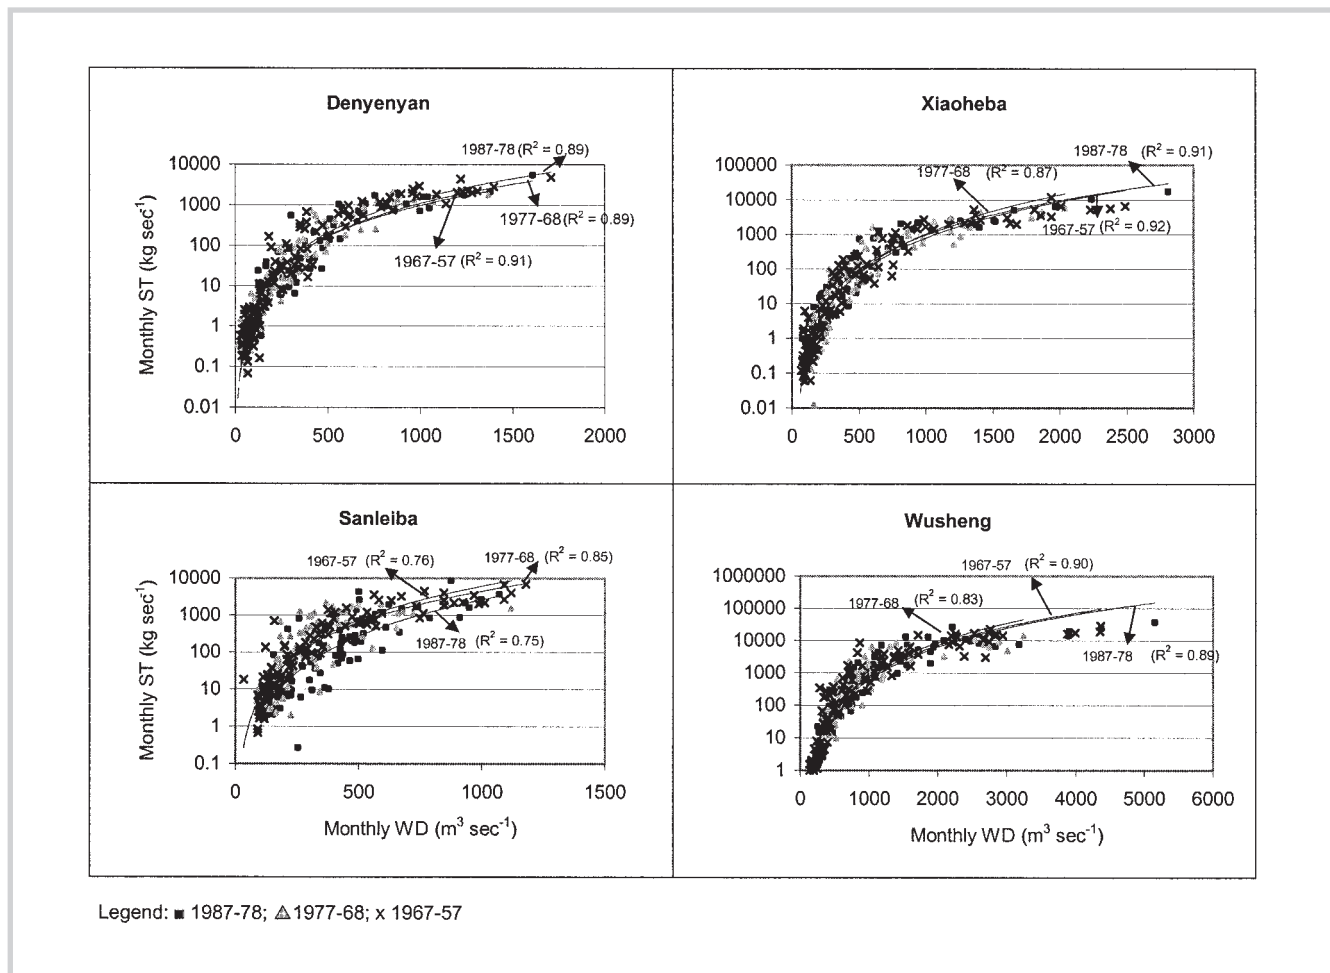 Denyenyan
1987-78 (R² = 0.89)
10000
1000
100
10
1
0.1
0.01
Monthly ST (kg sec⁻¹)
1977-68 (R² = 0.89)
1967-57 (R² = 0.91)
0 500 1000 1500 2000
Xiaoheba
1987-78 (R² = 0.91)
1977-68 (R² = 0.87)
100000
10000
1000
100
10
1
0.1
0.01
1967-57 (R² = 0.92)
0 500 1000 1500 2000 2500 3000
Sanleiba
1967-57 (R² = 0.76)
1977-68 (R² = 0.85)
10000
1000
100
10
1
0.1
Monthly ST (kg sec⁻¹)
1987-78 (R² = 0.75)
0 500 1000 1500
Monthly WD (m³ sec⁻¹)
Wusheng
1967-57 (R² = 0.90)
1977-68 (R² = 0.83)
1000000
100000
10000
1000
100
10
1
1987-78 (R² = 0.89)
0 1000 2000 3000 4000 5000 6000
Monthly WD (m³ sec⁻¹)
Legend: ■ 1987-78; △ 1977-68; x 1967-57